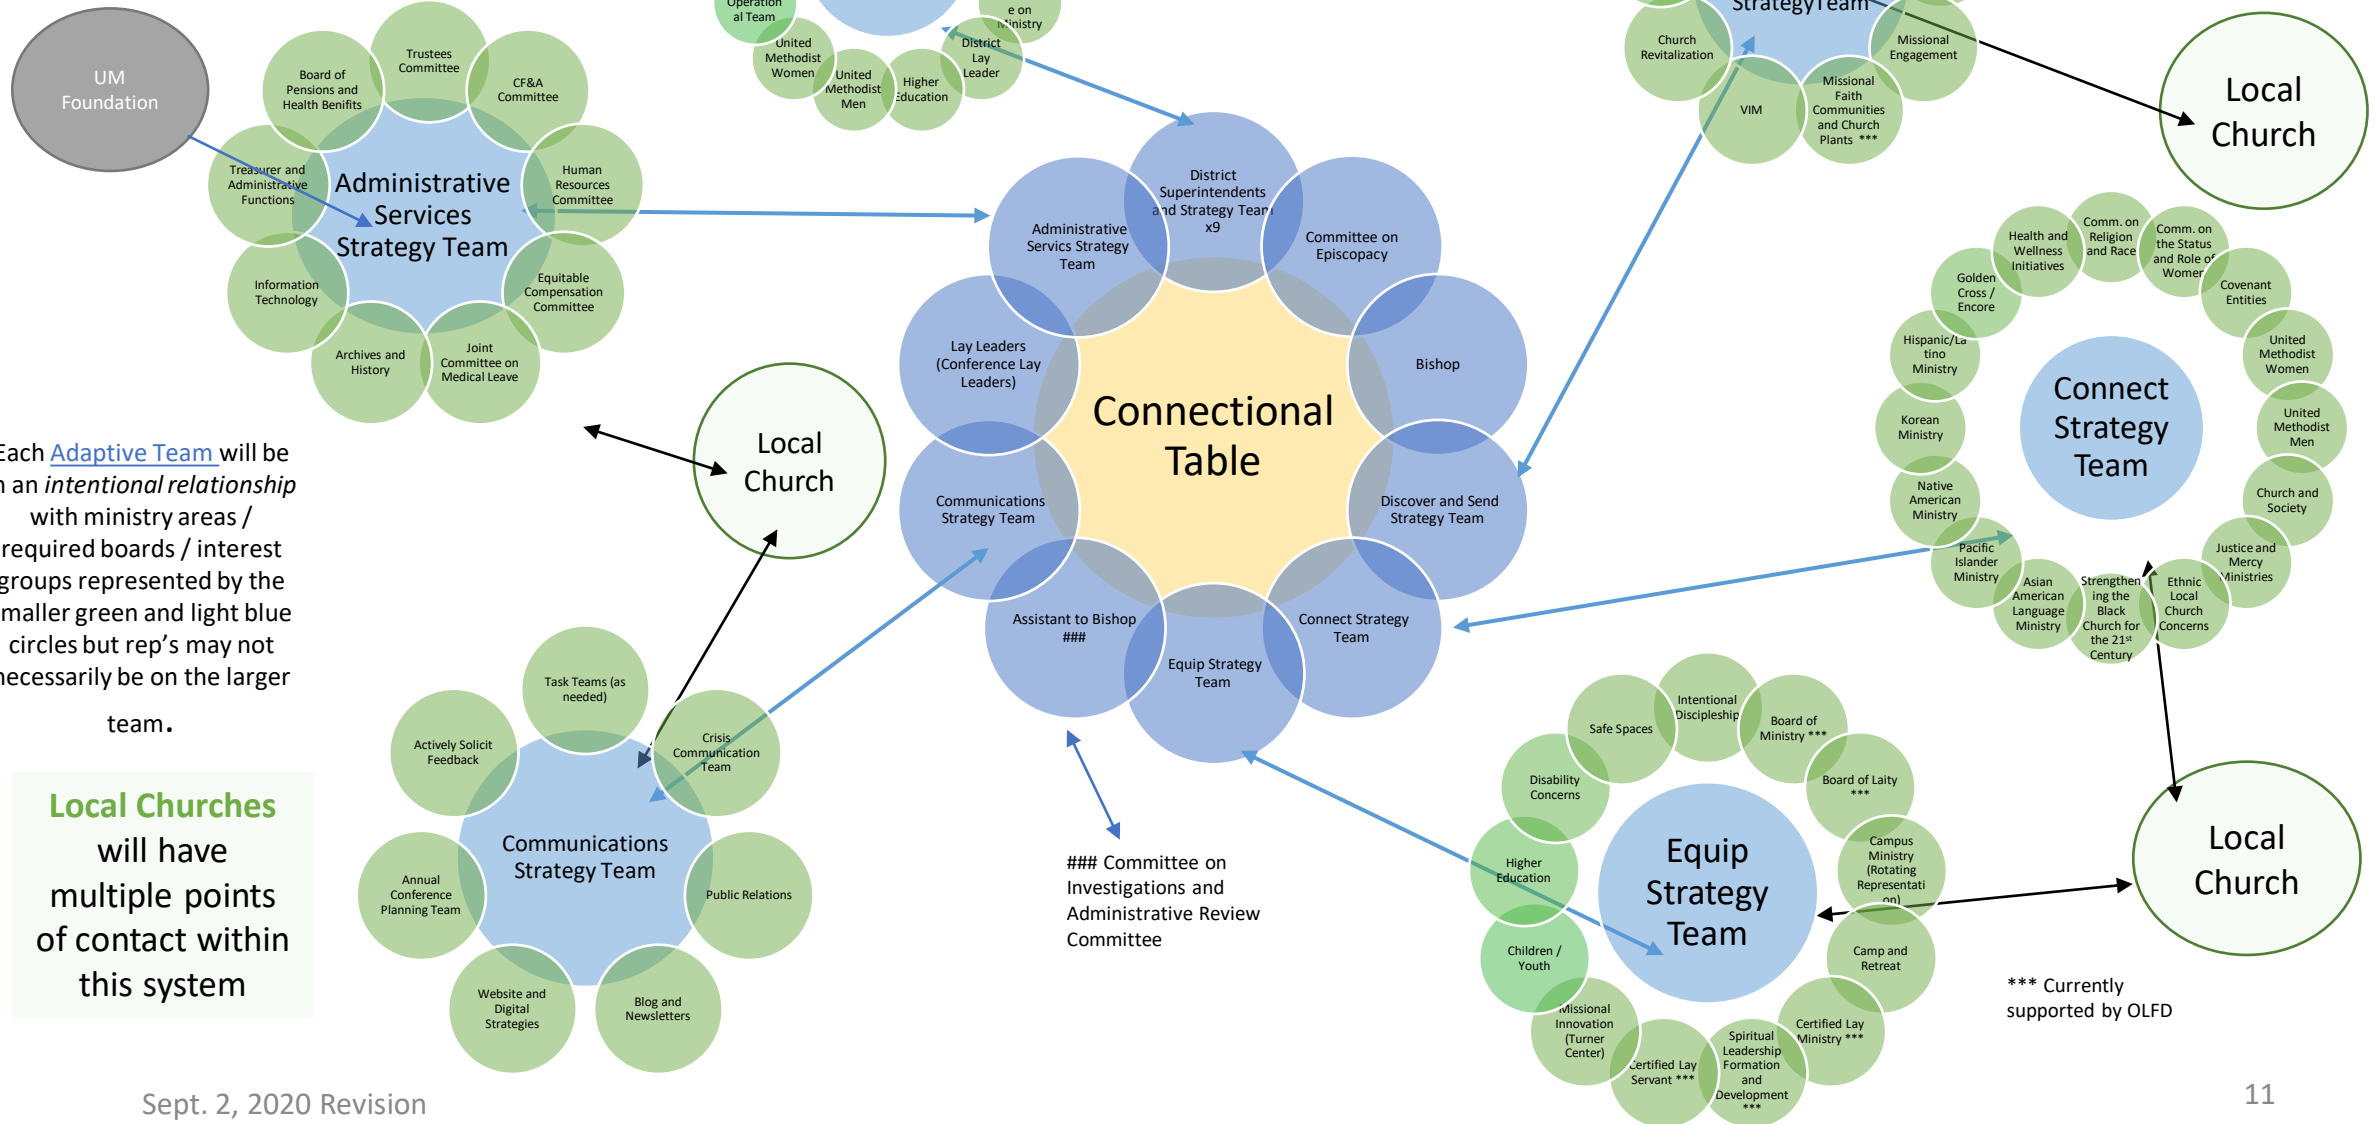 UM
Foundation
Trustees
Committee
Board of
Pensions and
Health Benifits
CF&A
Committee
Treasurer and
Administrative
Functions
Human
Resources
Committee
Administrative
Services
Strategy Team
Information
Technology
Equitable
Compensation
Committee
Archives and
History
Joint
Committee on
Medical Leave
Operation
al Team
United
Methodist
Women
United
Methodist
Men
Higher
Education
District
Lay
Leader
e on
Ministry
StrategyTeam
Church
Revitalization
VIM
Missional
Faith
Communities
and Church
Plants ***
Missional
Engagement
Local
Church
District
Superintendents
and Strategy Team
x9
Administrative
Servics Strategy
Team
Committee on
Episcopacy
Lay Leaders
(Conference Lay
Leaders)
Bishop
Connectional
Table
Communications
Strategy Team
Discover and Send
Strategy Team
Assistant to Bishop
###
Connect Strategy
Team
Equip Strategy
Team
Local
Church
Comm. on
Religion
and Race
Comm. on
the Status
and Role of
Women
Health and
Wellness
Initiatives
Golden
Cross /
Encore
Covenant
Entities
Hispanic/La
tino
Ministry
United
Methodist
Women
Korean
Ministry
Connect
Strategy
Team
United
Methodist
Men
Native
American
Ministry
Church and
Society
Pacific
Islander
Ministry
Asian
American
Language
Ministry
Strengthen
ing the
Black
Church for
the 21st
Century
Ethnic
Local
Church
Concerns
Justice and
Mercy
Ministries
Each Adaptive Team will be
n an intentional relationship
with ministry areas /
required boards / interest
groups represented by the
smaller green and light blue
circles but rep's may not
necessarily be on the larger
team.
Local Churches
will have
multiple points
of contact within
this system
Task Teams (as
needed)
Actively Solicit
Feedback
Crisis
Communication
Team
Communications
Strategy Team
Annual
Conference
Planning Team
Public Relations
Website and
Digital
Strategies
Blog and
Newsletters
### Committee on
Investigations and
Administrative Review
Committee
Intentional
Discipleship
Safe Spaces
Board of
Ministry ***
Disability
Concerns
Board of Laity
***
Higher
Education
Campus
Ministry
(Rotating
Representati
on)
Equip
Strategy
Team
Children /
Youth
Camp and
Retreat
Missional
Innovation
(Turner
Center)
Certified Lay
Servant ***
Spiritual
Leadership
Formation
and
Development
***
Certified Lay
Ministry ***
Local
Church
*** Currently
supported by OLFD
Sept. 2, 2020 Revision
11